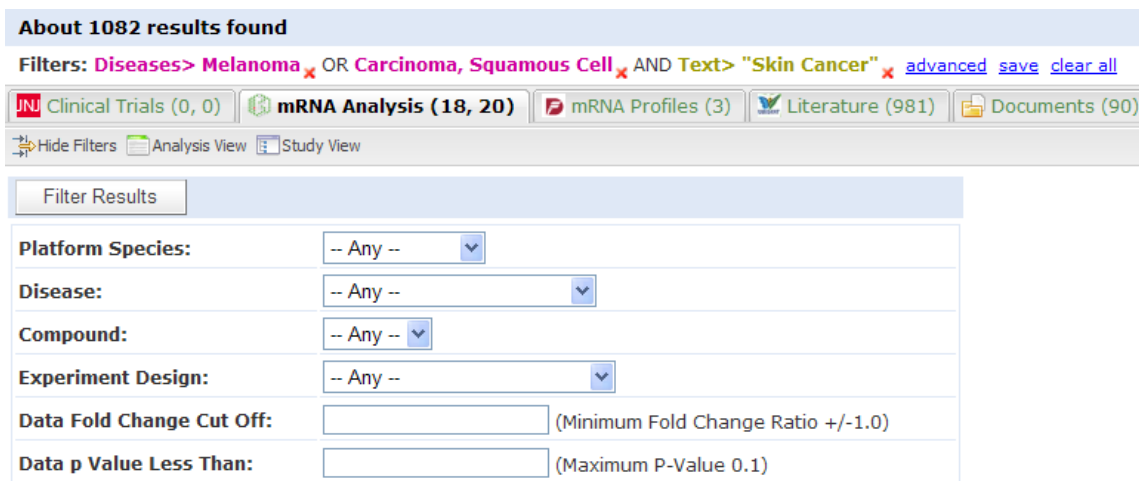 About 1082 results found
Filters: Diseases> Melanoma OR Carcinoma, Squamous Cell AND Text> "Skin Cancer" advanced save clear all
JNJ Clinical Trials (0, 0) mRNA Analysis (18, 20) mRNA Profiles (3) Literature (981) Documents (90)
Hide Filters Analysis View Study View
Filter Results
Platform Species: -- Any --
Disease: -- Any --
Compound: -- Any --
Experiment Design: -- Any --
Data Fold Change Cut Off: (Minimum Fold Change Ratio +/-1.0)
Data p Value Less Than: (Maximum P-Value 0.1)